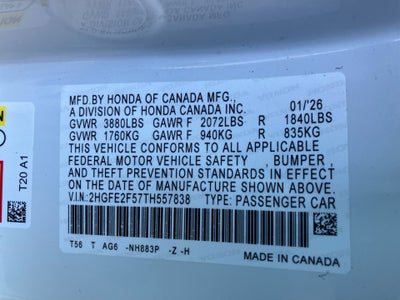 MFD.BY HONDA OF CANADA MFG.,
A DIVISION OF HONDA CANADA INC. 01/'26
GVWR 3880LBS GAWR F 2072LBS R 1840LBS
GVWR 1760KG GAWR F 940KG R 835KG
THIS VEHICLE CONFORMS TO ALL APPLICABLE
FEDERAL MOTOR VEHICLE SAFETY , BUMPER ,
AND THEFT PREVENTION STANDARDS IN EFFECT
ON THE DATE OF MANUFACTURE SHOWN ABOVE.
V.I.N:2HGFE2F57TH557838 TYPE: PASSENGER CAR
T56 T AG6 -NH883P -Z -H
MADE IN CANADA
T20 A1